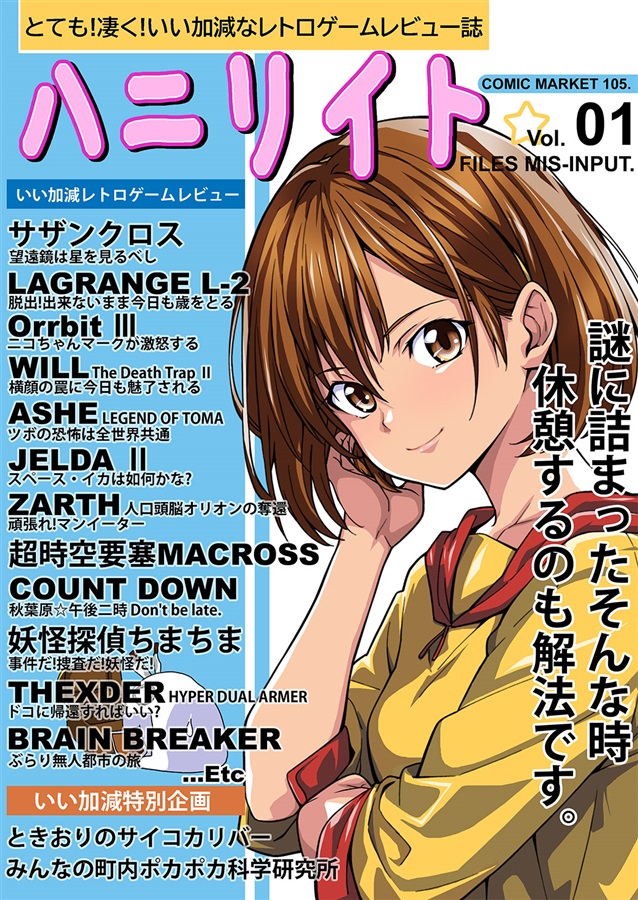 とても!凄く!いい加減なレトロゲームレビュー誌
ハニリイト
COMIC MARKET 105.
Vol. 01
FILES MIS-INPUT.
いい加減レトロゲームレビュー
サザンクロス
望遠鏡は星を見るべし
LAGRANGE L-2
脱出!出来ないまま今日も歳をとる
Orrbit Ⅲ
ニコちゃんマークが激怒する
WILL The Death Trap Ⅱ
横顔の罠に今日も魅了される
ASHE LEGEND OF TOMA
ツボの恐怖は全世界共通
JELDA Ⅱ
スペース・イカは如何かな?
ZARTH 人口頭脳オリオンの奪還
頑張れ!マンイーター
超時空要塞MACROSS
COUNT DOWN
秋葉原☆午後二時 Don't be late.
妖怪探偵ちまちま
事件だ!捜査だ!妖怪だ!
THEXDER HYPER DUAL ARMER
ドコに帰還すればいい?
BRAIN BREAKER
ぶらり無人都市の旅
...Etc
いい加減特別企画
ときおりのサイコカリバー
みんなの町内ポカポカ科学研究所
謎に詰まったそんな時
休憩するのも解法です。